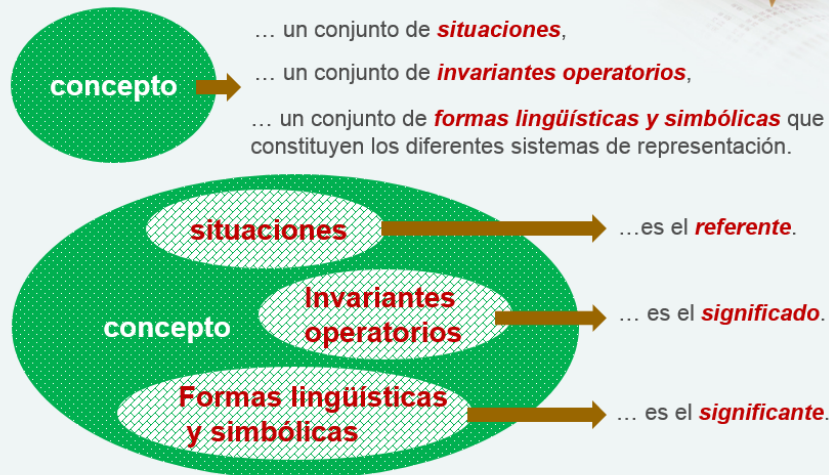 … un conjunto de situaciones,
concepto
… un conjunto de invariantes operatorios,
… un conjunto de formas lingüísticas y simbólicas que
constituyen los diferentes sistemas de representación.
situaciones
…es el referente.
Invariantes
operatorios
… es el significado.
concepto
Formas lingüísticas
y simbólicas
… es el significante.